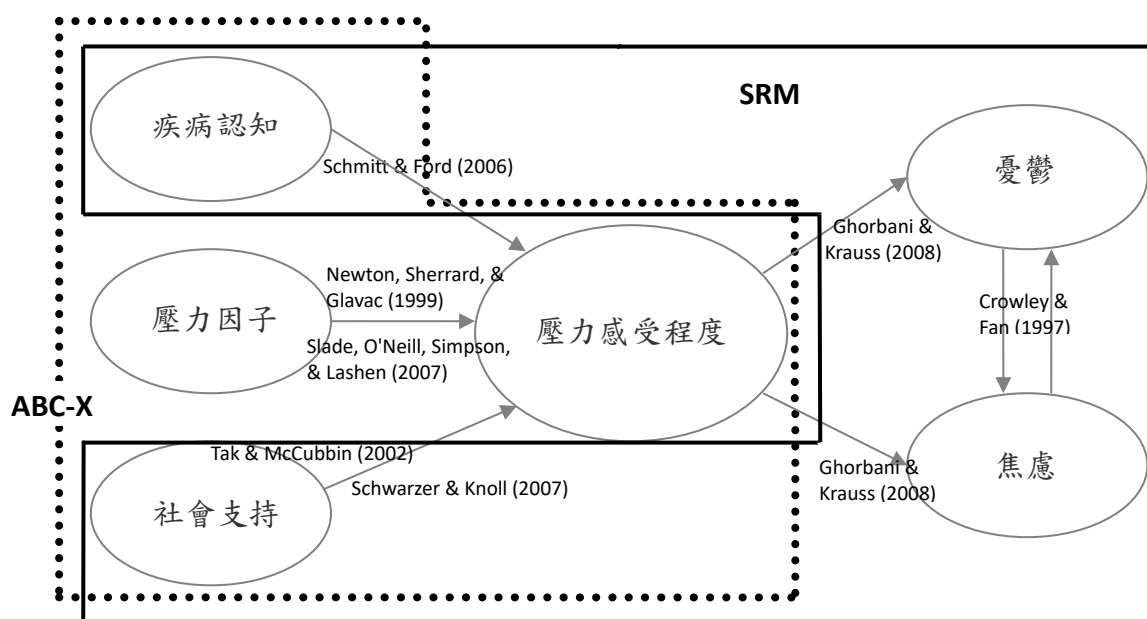 SRM
疾病認知
Schmitt & Ford (2006)
憂鬱
Ghorbani &
Krauss (2008)
Newton, Sherrard, &
Glavac (1999)
壓力因子
壓力感受程度
Slade, O'Neill, Simpson,
& Lashen (2007)
Crowley &
Fan (1997)
ABC-X
Tak & McCubbin (2002)
Schwarzer & Knoll (2007)
社會支持
Ghorbani &
Krauss (2008)
焦慮